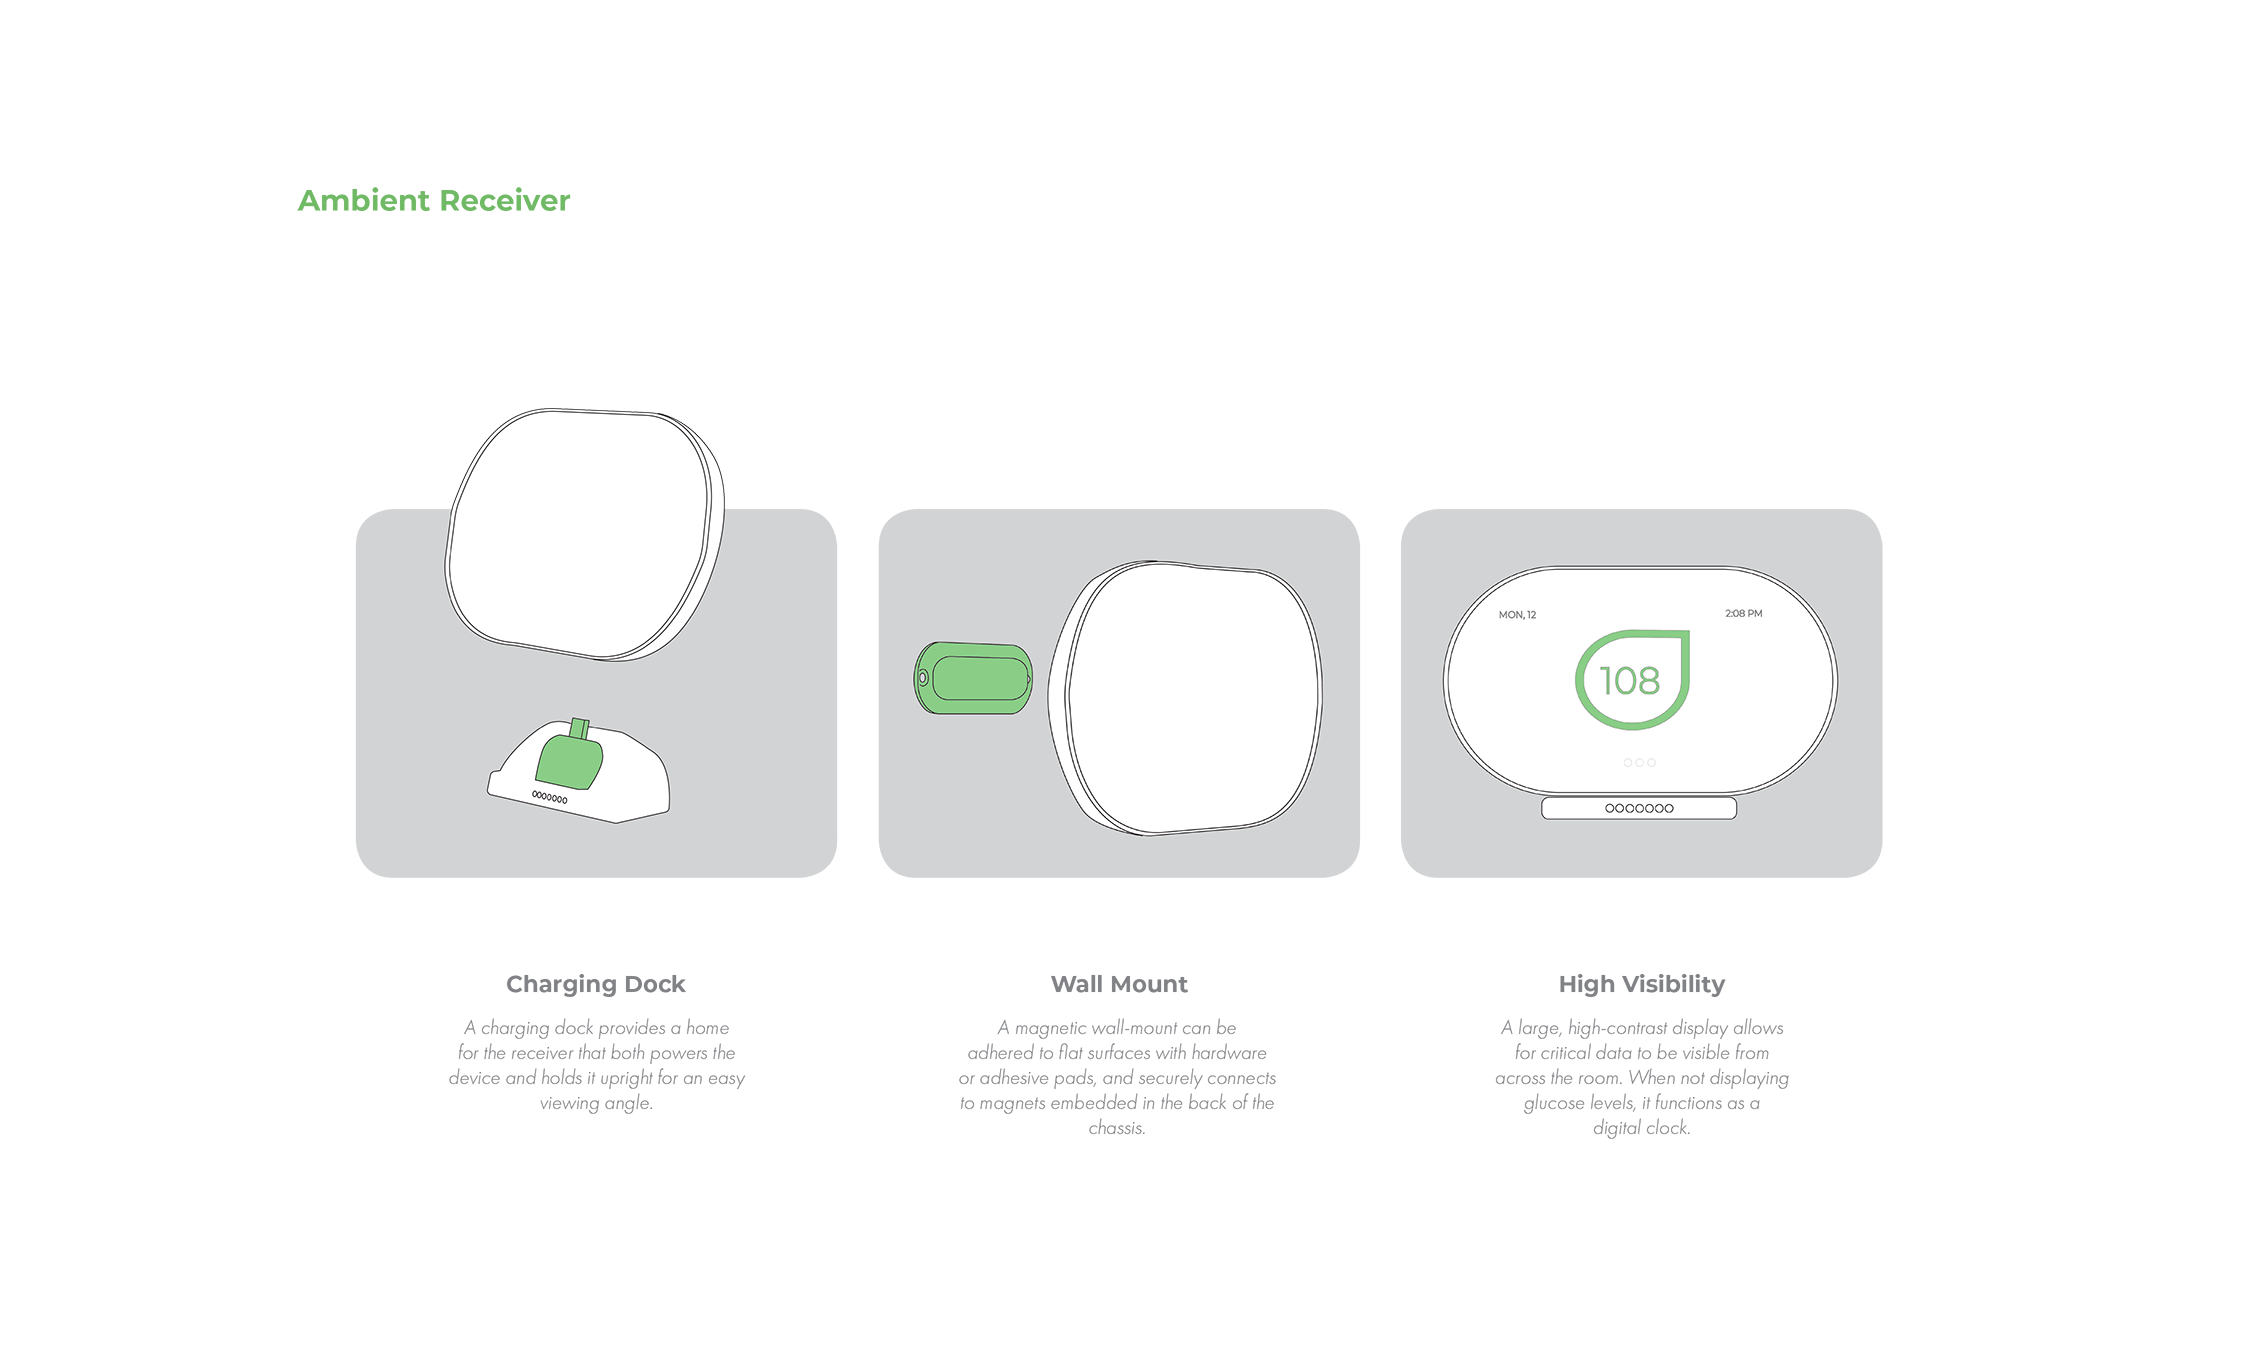 Ambient Receiver
MON, 12
2:08 PM
108
Charging Dock
A charging dock provides a home
for the receiver that both powers the
device and holds it upright for an easy
viewing angle.
Wall Mount
A magnetic wall-mount can be
adhered to flat surfaces with hardware
or adhesive pads, and securely connects
to magnets embedded in the back of the
chassis.
High Visibility
A large, high-contrast display allows
for critical data to be visible from
across the room. When not displaying
glucose levels, it functions as a
digital clock.